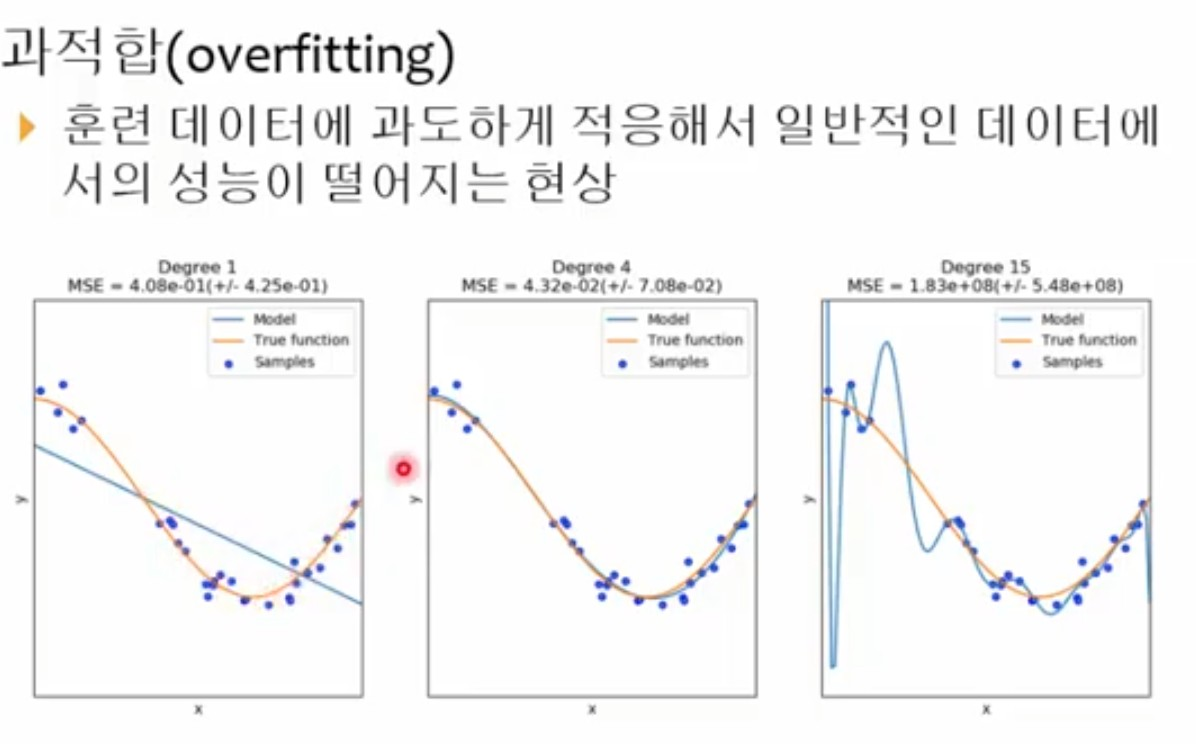 과적합(overfitting)
훈련 데이터에 과도하게 적응해서 일반적인 데이터에
서의 성능이 떨어지는 현상
Degree 1
MSE = 4.08e-01(+/- 4.25e-01)
Model
True function
Samples
y
x
Degree 4
MSE = 4.32e-02(+/- 7.08e-02)
Model
True function
Samples
y
x
Degree 15
MSE = 1.83e+08(+/- 5.48e+08)
Model
True function
Samples
y
x